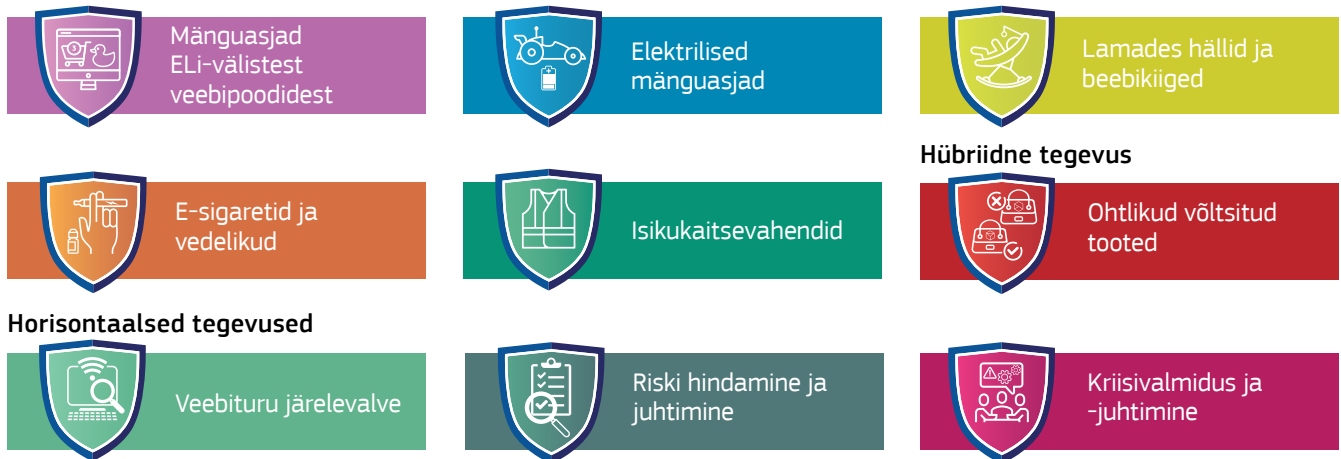 Mänguasjad
ELi-välistest
veebipoodidest
Elektrilised
mänguasjad
Lamades hällid ja
beebikiiged
E-sigaretid ja
vedelikud
Isikukaitsevahendid
Hübriidne tegevus
Ohtlikud võltsitud
tooted
Horisontaalsed tegevused
Veebituru järelevalve
Riski hindamine ja
juhtimine
Kriisivalmidus ja
-juhtimine